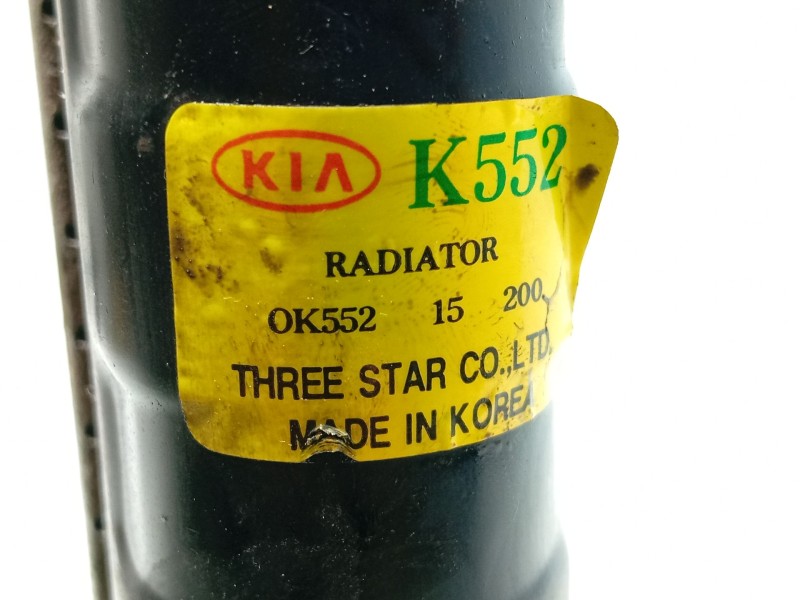 KIA K552
RADIATOR
OK552 15 200
THREE STAR CO.,LTD.
MADE IN KOREA